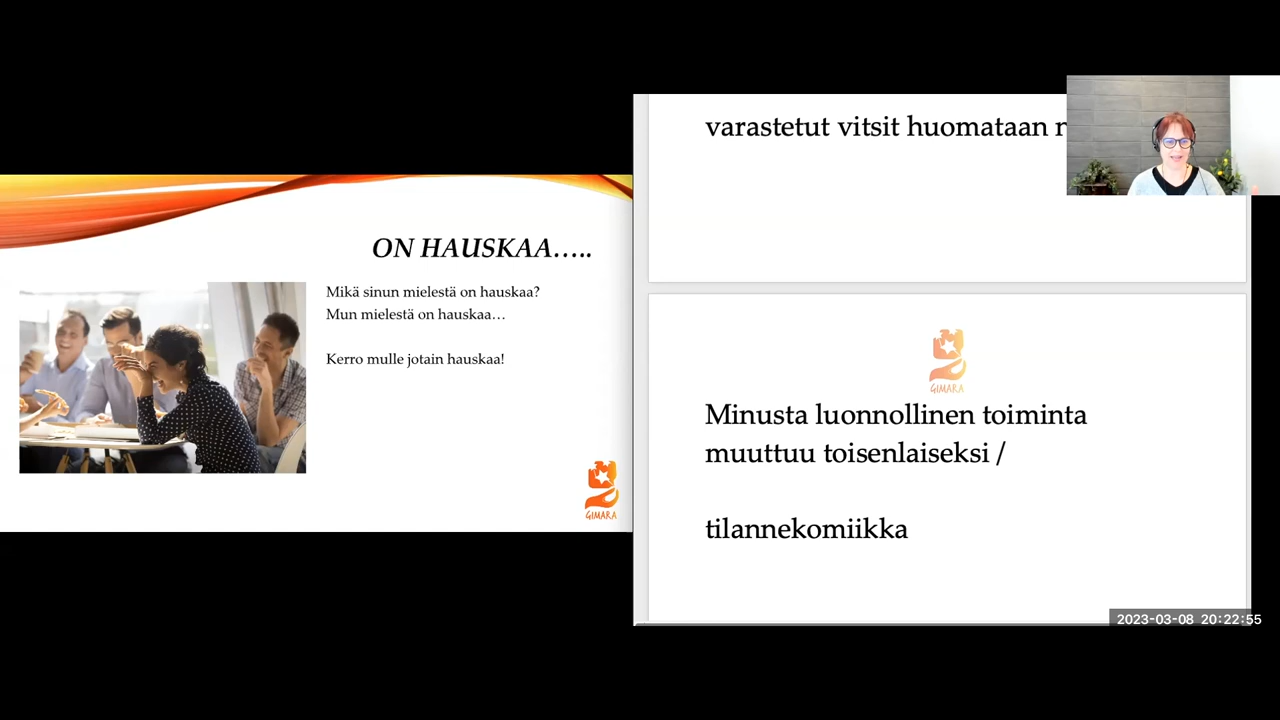 ON HAUSKAA…..
Mikä sinun mielestä on hauskaa?
Mun mielestä on hauskaa…
Kerro mulle jotain hauskaa!
GIMARA
varastetut vitsit huomataan
GIMARA
Minusta luonnollinen toiminta
muuttuu toisenlaiseksi /
tilannekomiikka
2023-03-08 20:22:55